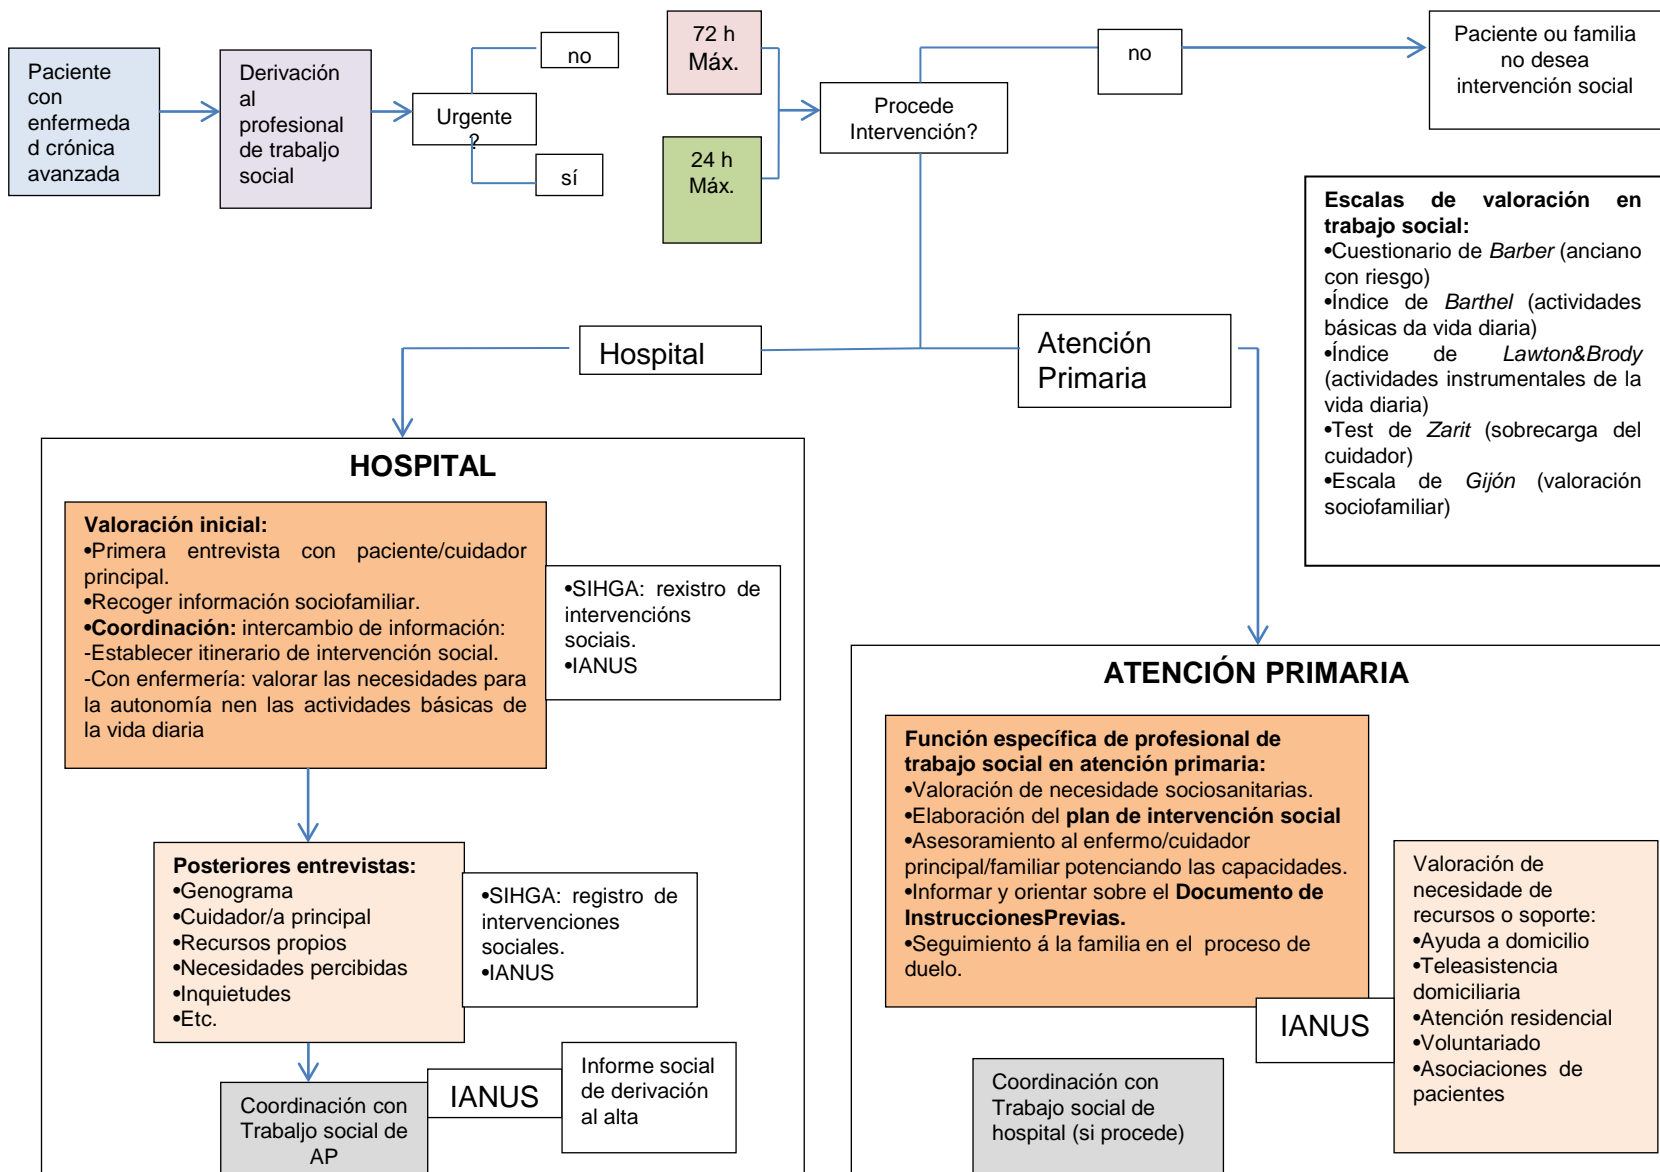 Paciente
con
enfermeda
d crónica
avanzada
Derivación
al
profesional
de trabaljo
social
Urgente
?
no
sí
72 h
Máx.
24 h
Máx.
Procede
Intervención?
no
Paciente ou familia
no desea
intervención social
Escalas de valoración en
trabajo social:
•Cuestionario de Barber (anciano
con riesgo)
•Índice de Barthel (actividades
básicas da vida diaria)
•Índice de Lawton&Brody
(actividades instrumentales de la
vida diaria)
•Test de Zarit (sobrecarga del
cuidador)
•Escala de Gijón (valoración
sociofamiliar)
Hospital
Atención
Primaria
HOSPITAL
Valoración inicial:
•Primera entrevista con paciente/cuidador
principal.
•Recoger información sociofamiliar.
•Coordinación: intercambio de información:
-Establecer itinerario de intervención social.
-Con enfermería: valorar las necesidades para
la autonomía nen las actividades básicas de
la vida diaria
•SIHGA: rexistro de
intervencións
sociais.
•IANUS
Posteriores entrevistas:
•Genograma
•Cuidador/a principal
•Recursos propios
•Necesidades percibidas
•Inquietudes
•Etc.
•SIHGA: registro de
intervenciones
sociales.
•IANUS
Coordinación con
Trabaljo social de
AP
IANUS
Informe social
de derivación
al alta
ATENCIÓN PRIMARIA
Función específica de profesional de
trabajo social en atención primaria:
•Valoración de necesidade sociosanitarias.
•Elaboración del plan de intervención social
•Asesoramiento al enfermo/cuidador
principal/familiar potenciando las capacidades.
•Informar y orientar sobre el Documento de
InstruccionesPrevias.
•Seguimiento á la familia en el proceso de
duelo.
IANUS
Valoración de
necesidade de
recursos o soporte:
•Ayuda a domicilio
•Teleasistencia
domiciliaria
•Atención residencial
•Voluntariado
•Asociaciones de
pacientes
Coordinación con
Trabajo social de
hospital (si procede)